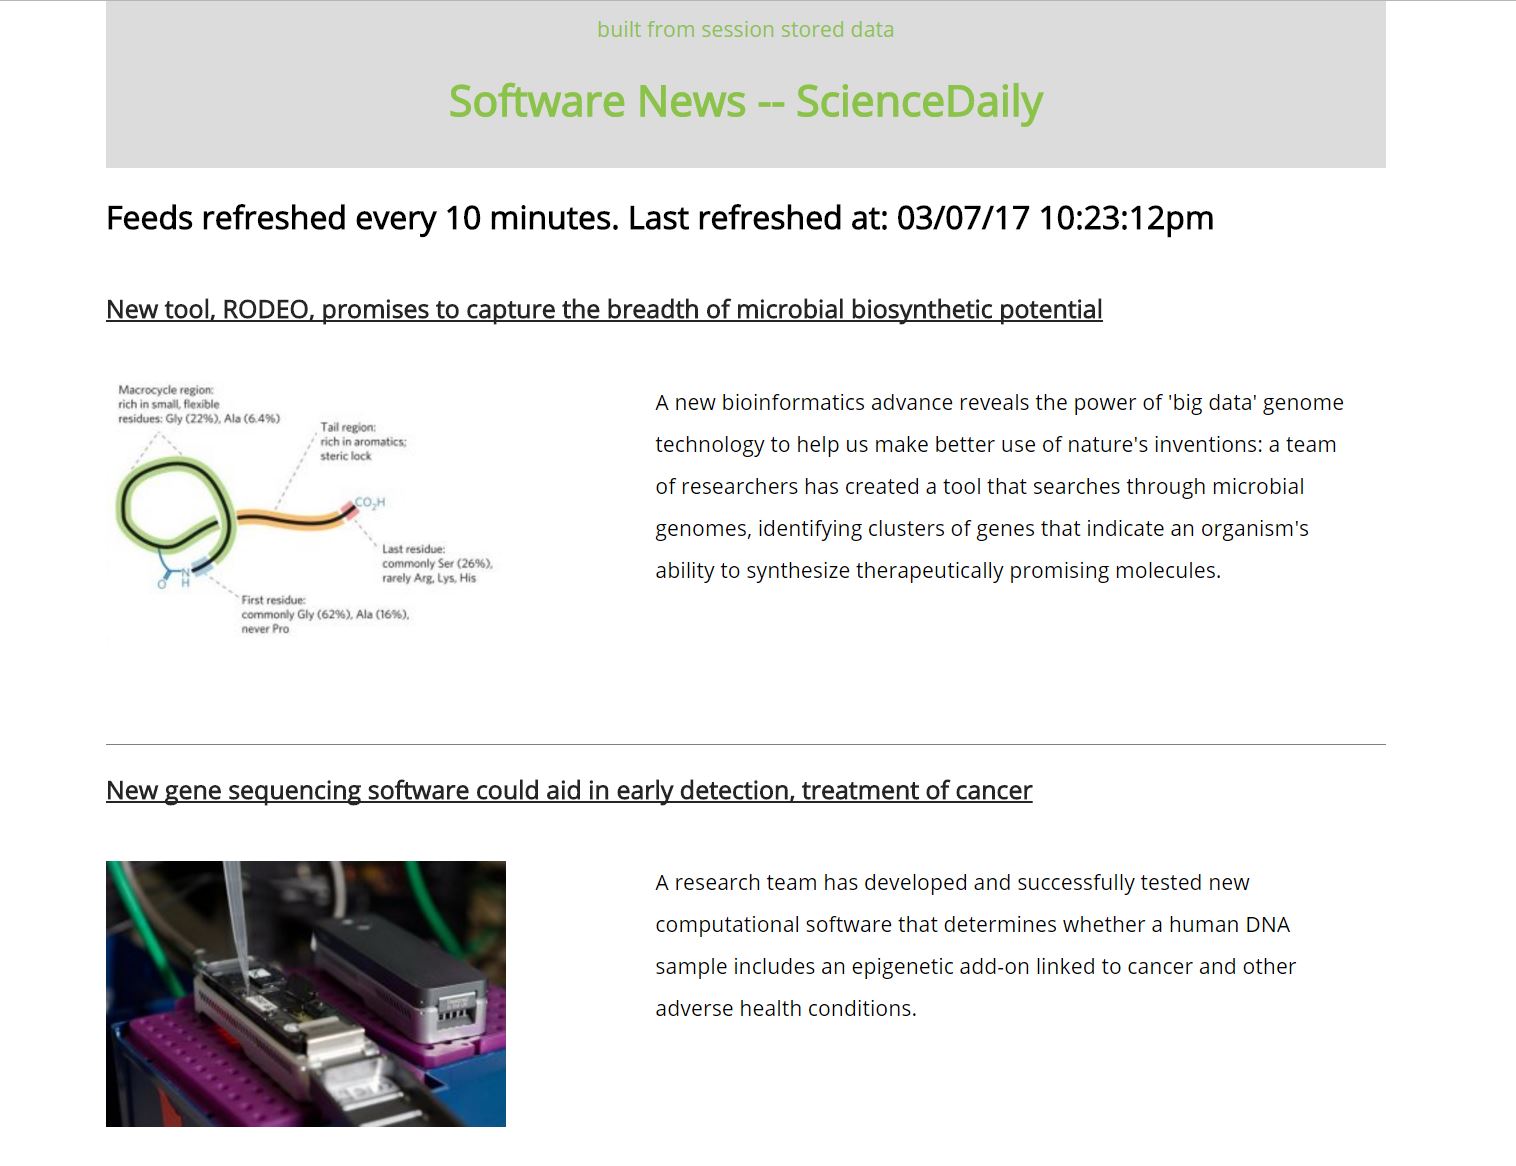 built from session stored data
Software News -- ScienceDaily
Feeds refreshed every 10 minutes. Last refreshed at: 03/07/17 10:23:12pm
New tool, RODEO, promises to capture the breadth of microbial biosynthetic potential
Macrocycle region:
rich in small, flexible
residues: Gly (22%), Ala (6.4%)
Tail region:
rich in aromatics;
steric lock
CO₂H
Last residue:
commonly Ser (26%),
rarely Arg, Lys, His
O
N
H
First residue:
commonly Gly (62%), Ala (16%),
never Pro
A new bioinformatics advance reveals the power of 'big data' genome
technology to help us make better use of nature's inventions: a team
of researchers has created a tool that searches through microbial
genomes, identifying clusters of genes that indicate an organism's
ability to synthesize therapeutically promising molecules.
New gene sequencing software could aid in early detection, treatment of cancer
A research team has developed and successfully tested new
computational software that determines whether a human DNA
sample includes an epigenetic add-on linked to cancer and other
adverse health conditions.